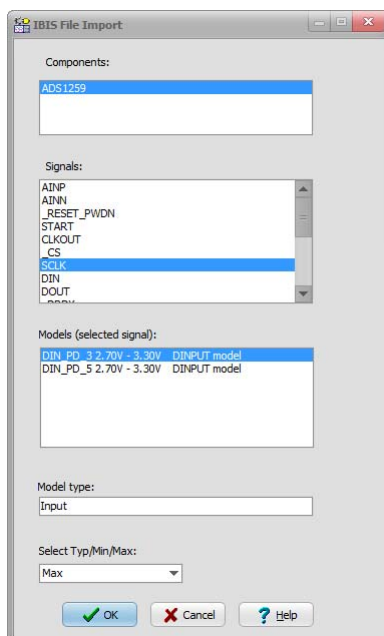 IBIS File Import
Components:
ADS1259
Signals:
AINP
AINN
_RESET_PWDN
START
CLKOUT
_CS
SCLK
DIN
DOUT
Models (selected signal):
DIN_PD_3 2.70V - 3.30V DINPUT model
DIN_PD_5 2.70V - 3.30V DINPUT model
Model type:
Input
Select Typ/Min/Max:
Max
OK Cancel ? Help